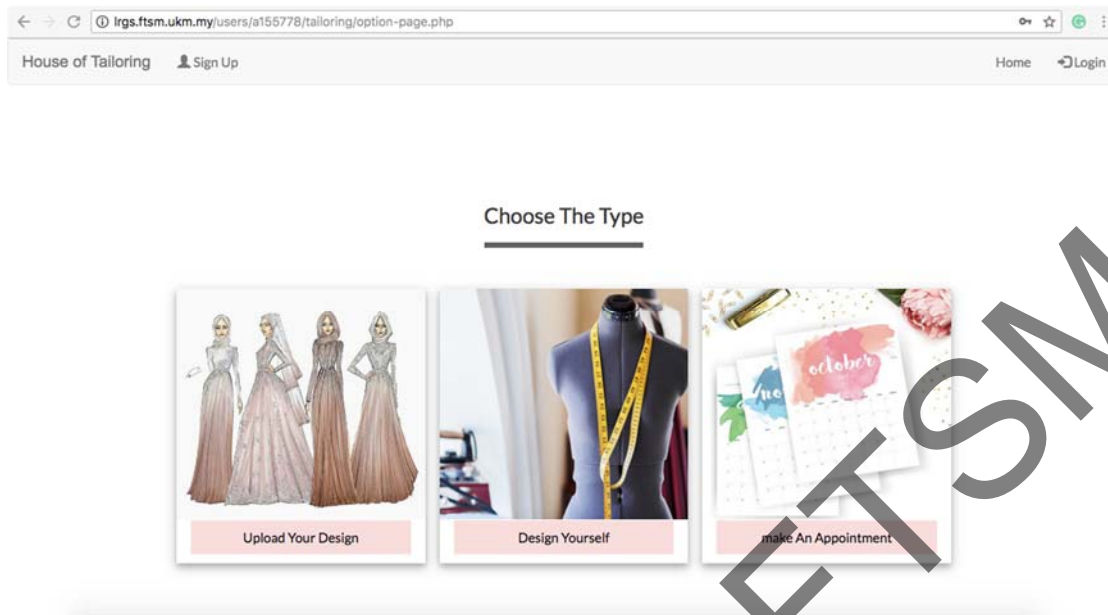 lrgs.ftsm.ukm.my/users/a155778/tailoring/option-page.php
House of Tailoring Sign Up Home Login
Choose The Type
october
Upload Your Design Design Yourself make An Appointment
FTSM